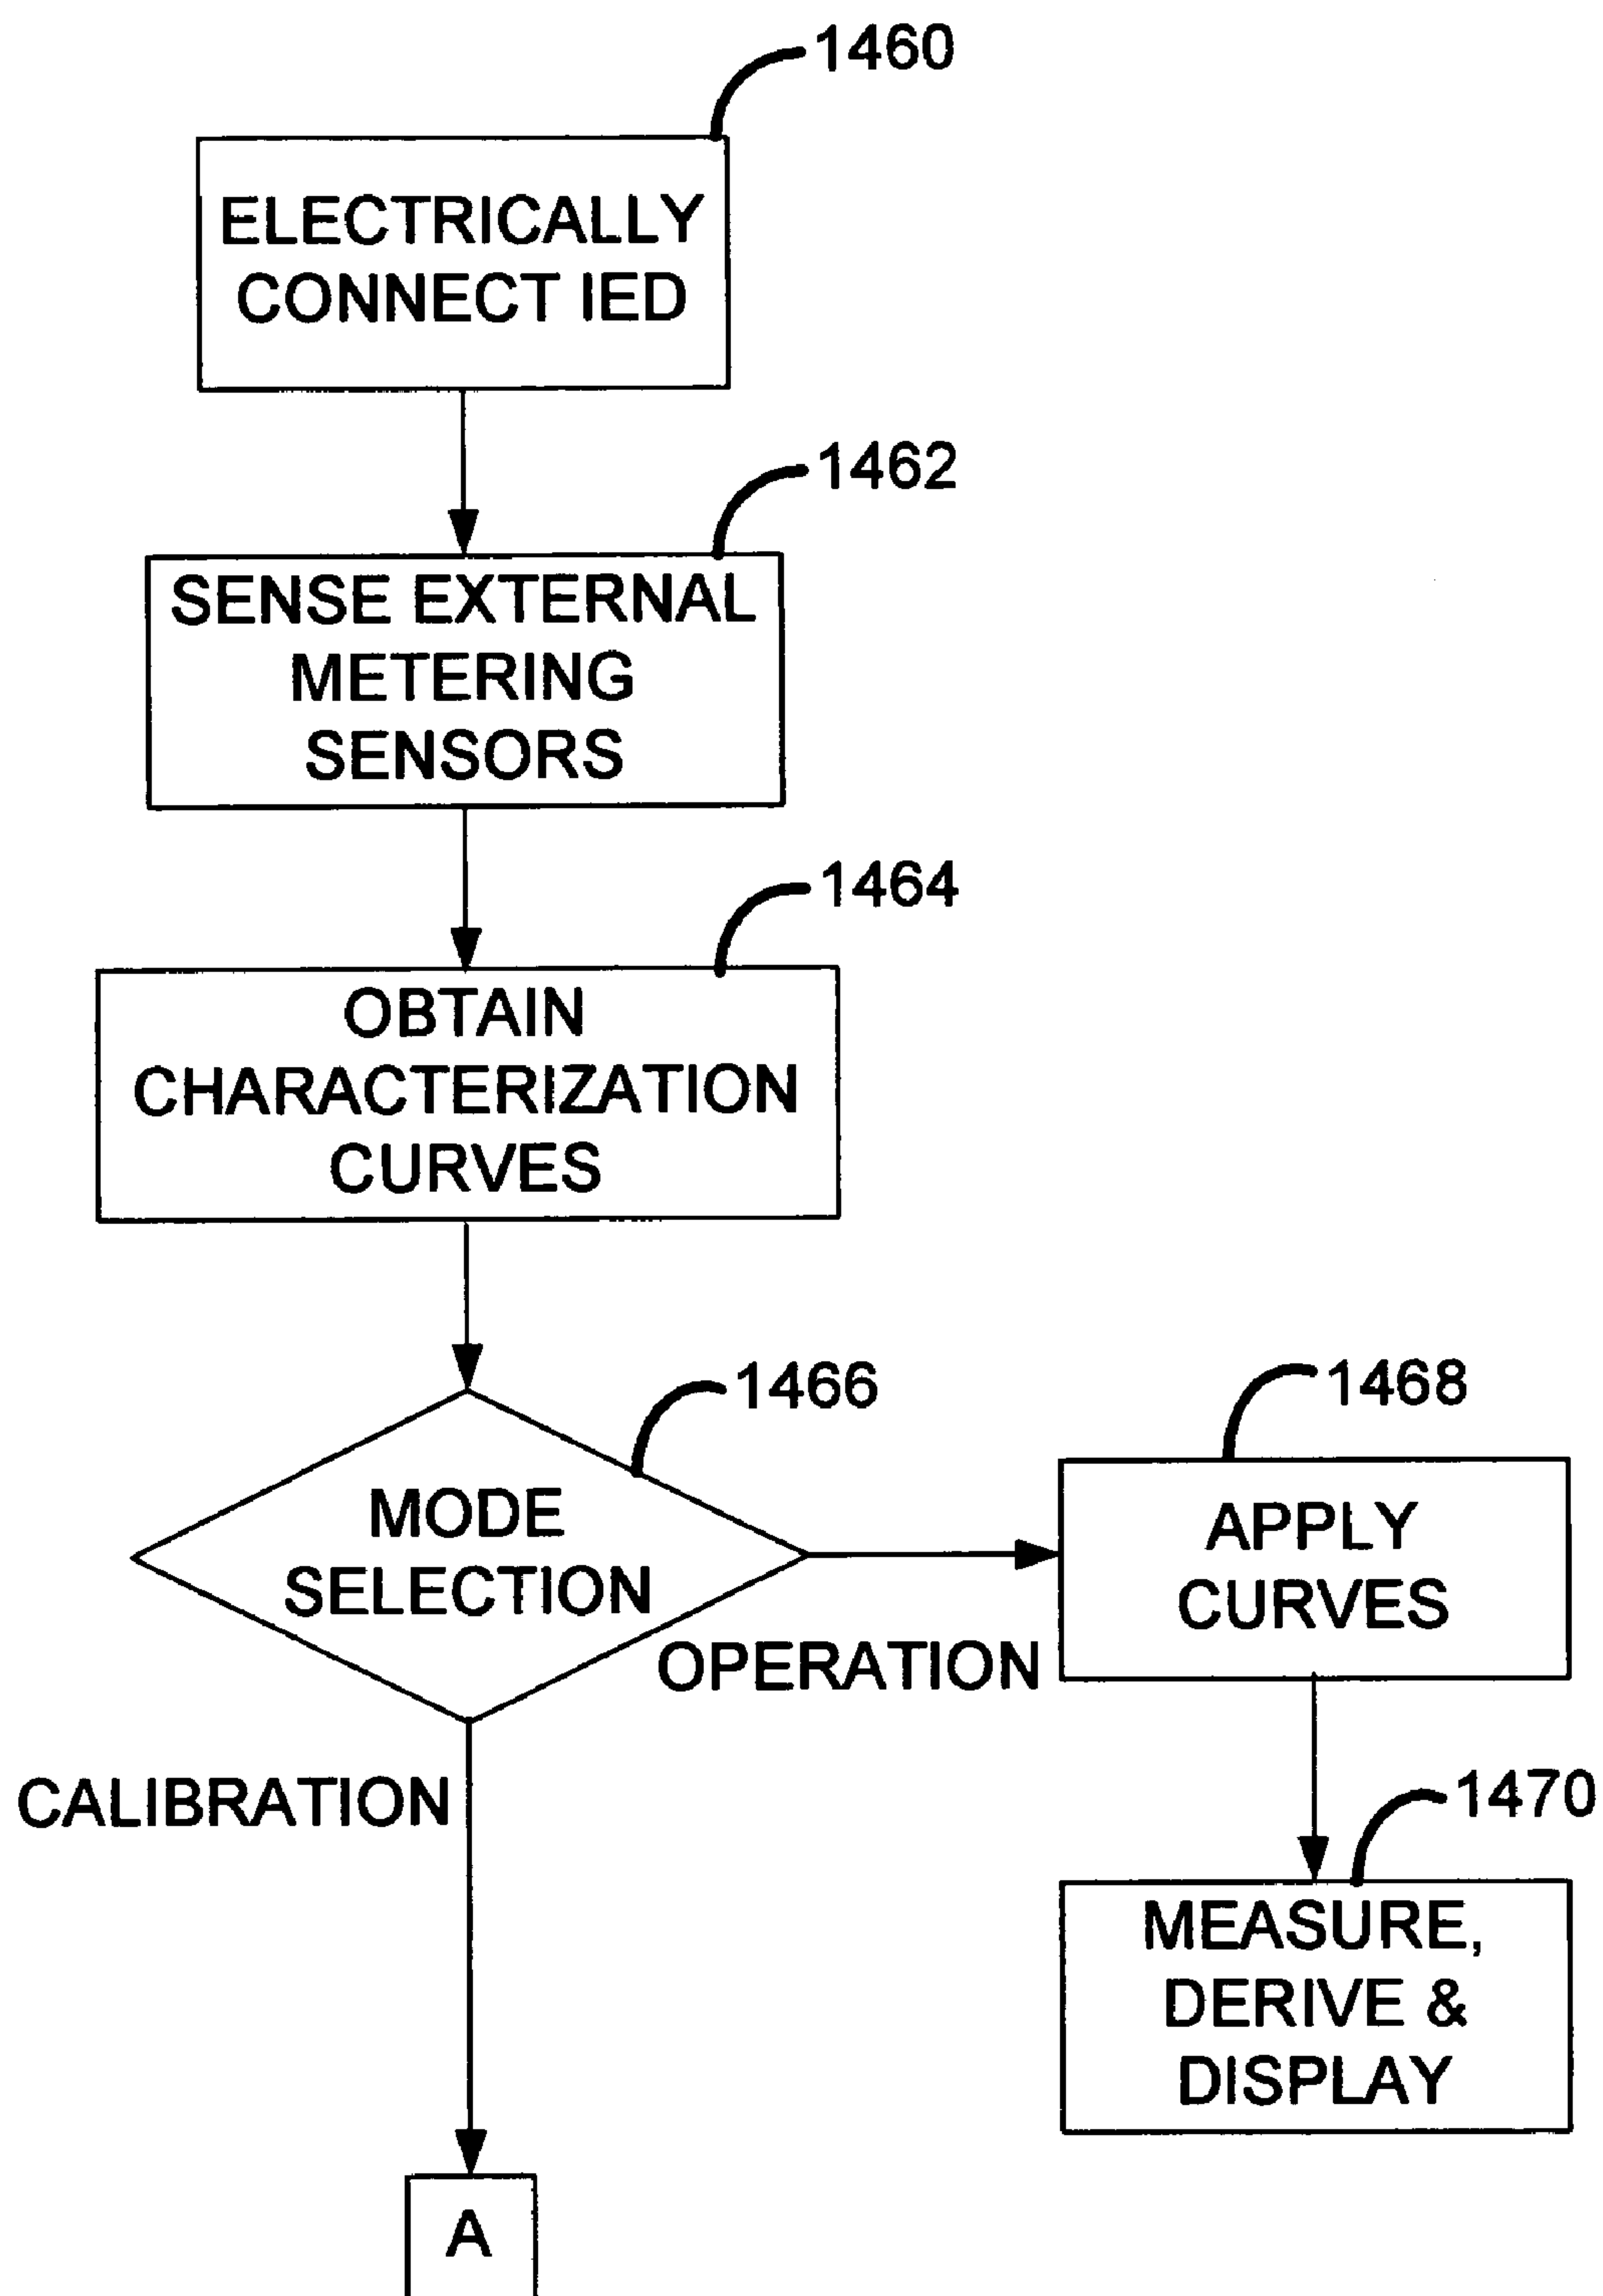 1460
ELECTRICALLY
CONNECT IED
1462
SENSE EXTERNAL
METERING
SENSORS
1464
OBTAIN
CHARACTERIZATION
CURVES
1466
MODE
SELECTION
1468
APPLY
CURVES
OPERATION
CALIBRATION
1470
MEASURE,
DERIVE &
DISPLAY
A